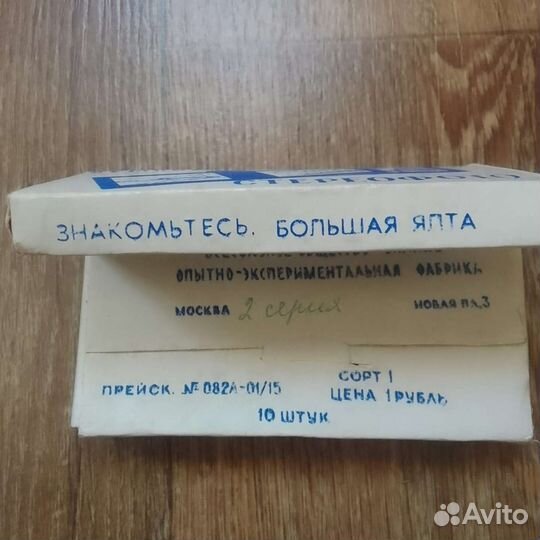 СТЕРЕОФОТО
ЗНАКОМЬТЕСЬ. БОЛЬШАЯ ЯЛТА
ОПЫТНО-ЭКСПЕРИМЕНТАЛЬНАЯ ФАБРИКА
МОСКВА 2 серия НОВАЯ ПЛ,3
СОРТ 1
ПРЕЙСК. № 082А-01/15 ЦЕНА 1 РУБЛЬ
10 ШТУК
Avito